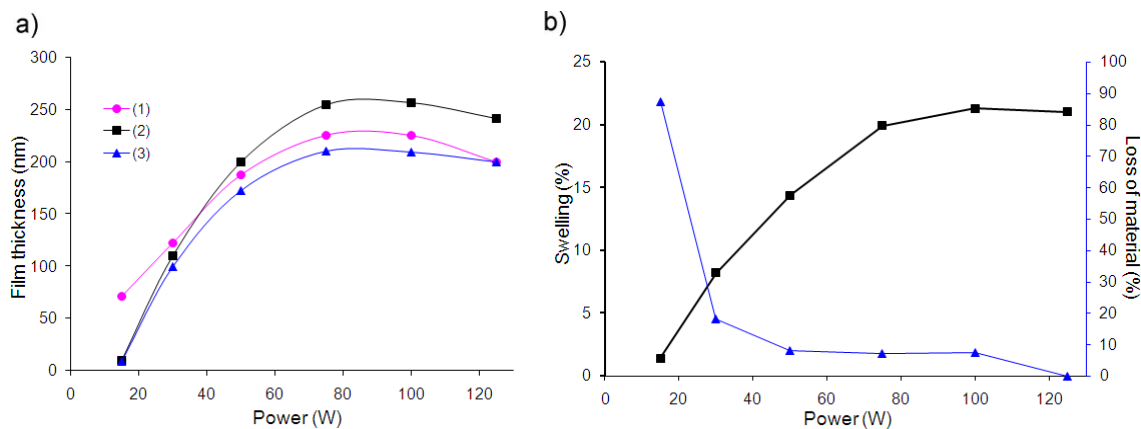 a)
300
250
200
150
100
50
0
Film thickness (nm)
(1)
(2)
(3)
0 20 40 60 80 100 120
Power (W)
b)
25
20
15
10
5
0
Swelling (%)
100
90
80
70
60
50
40
30
20
10
0
Loss of
material (%)
0 20 40 60 80 100 120
Power (W)